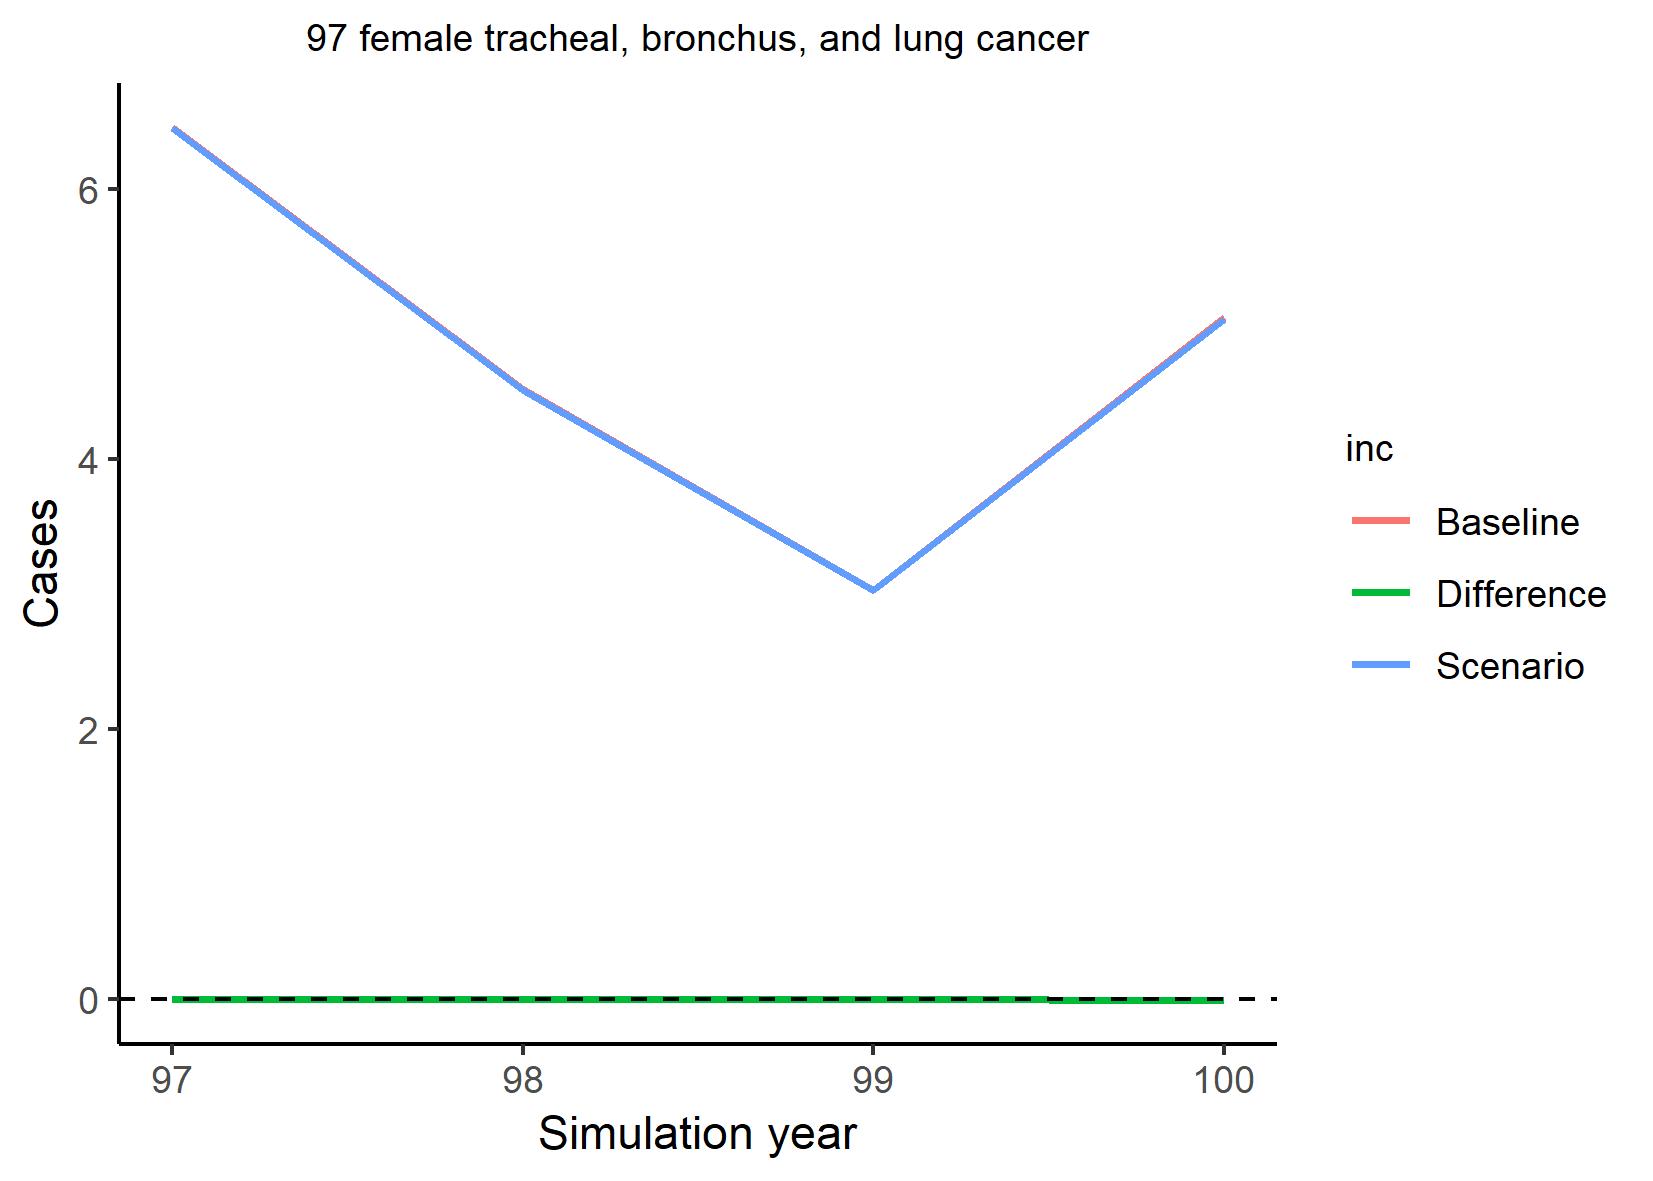 97 female tracheal, bronchus, and lung cancer
6
4
2
0
Cases
97 98 99 100
Simulation year
inc
Baseline
Difference
Scenario